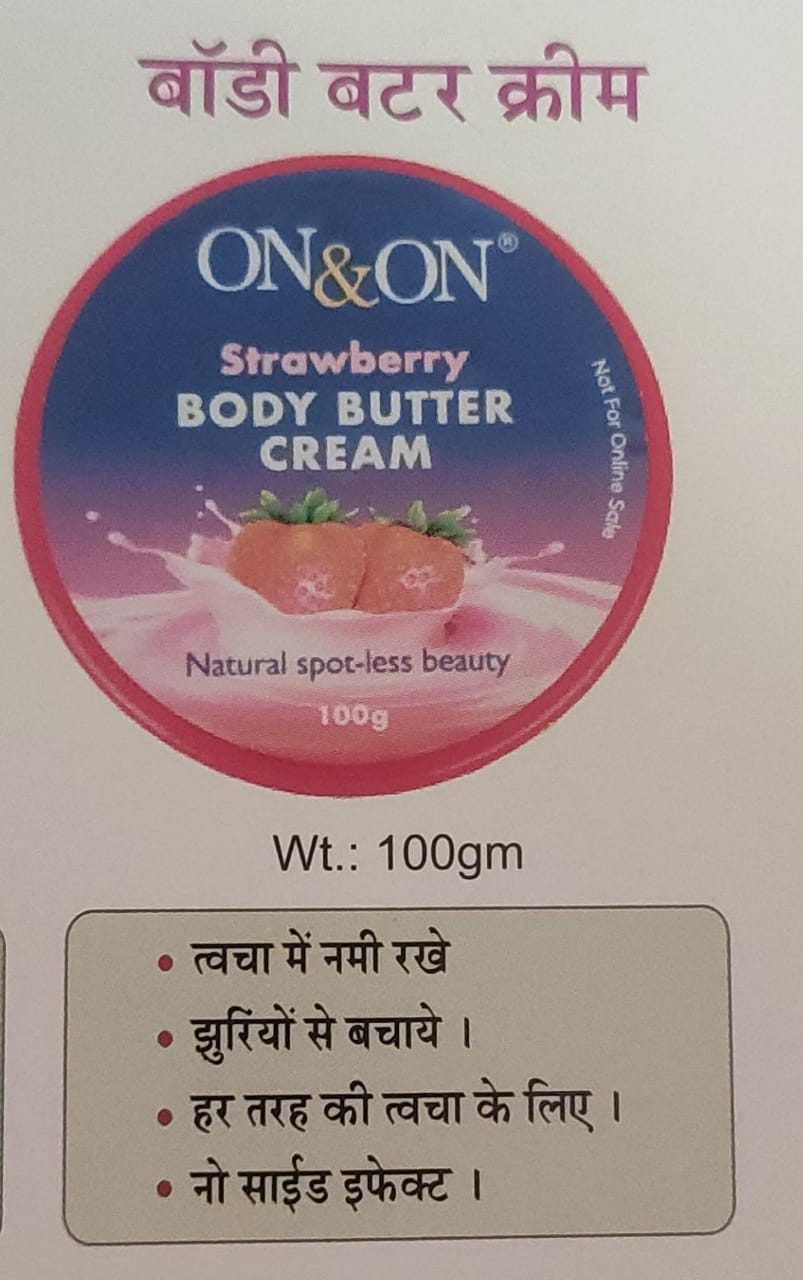 बॉडी बटर क्रीम
ON&ON®
Strawberry
BODY BUTTER
CREAM
Not For Online Sale
Natural spot-less beauty
100g
Wt.: 100gm
• त्वचा में नमी रखे
• झुर्रियों से बचाये ।
• हर तरह की त्वचा के लिए ।
• नो साईड इफेक्ट ।